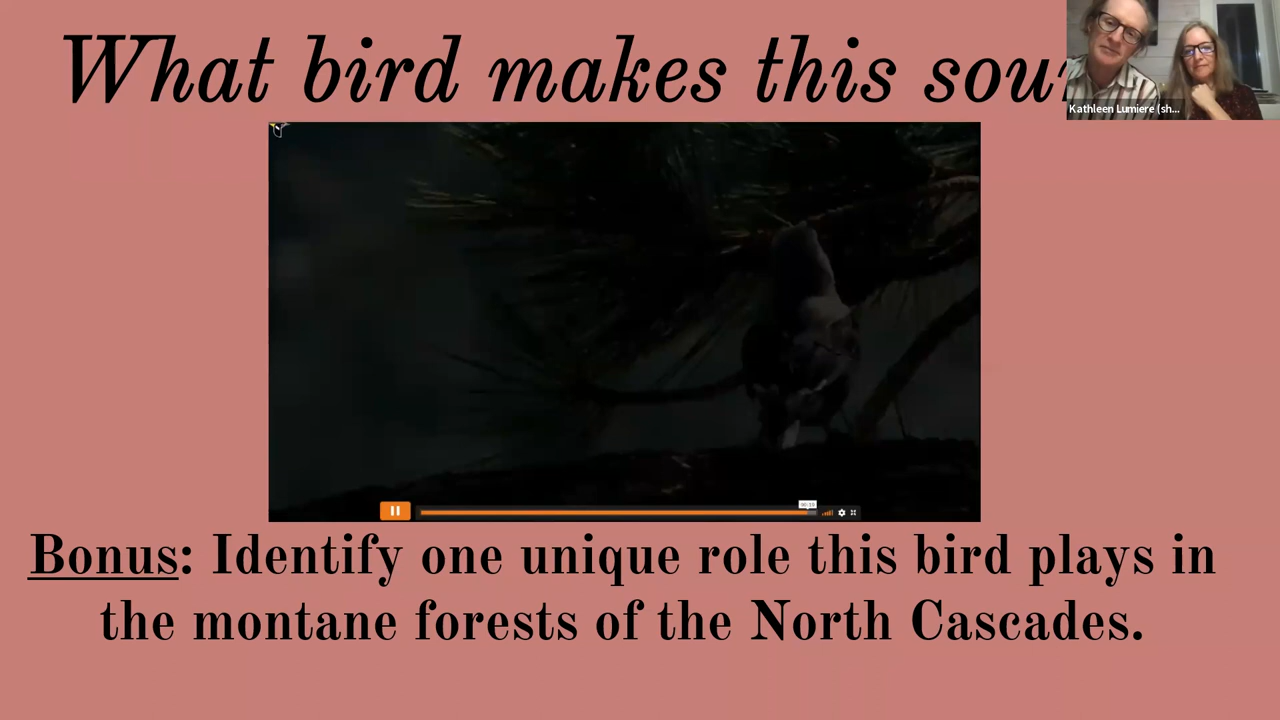 What bird makes this sou
Kathleen Lumiere (sh...
Bonus: Identify one unique role this bird plays in
the montane forests of the North Cascades.